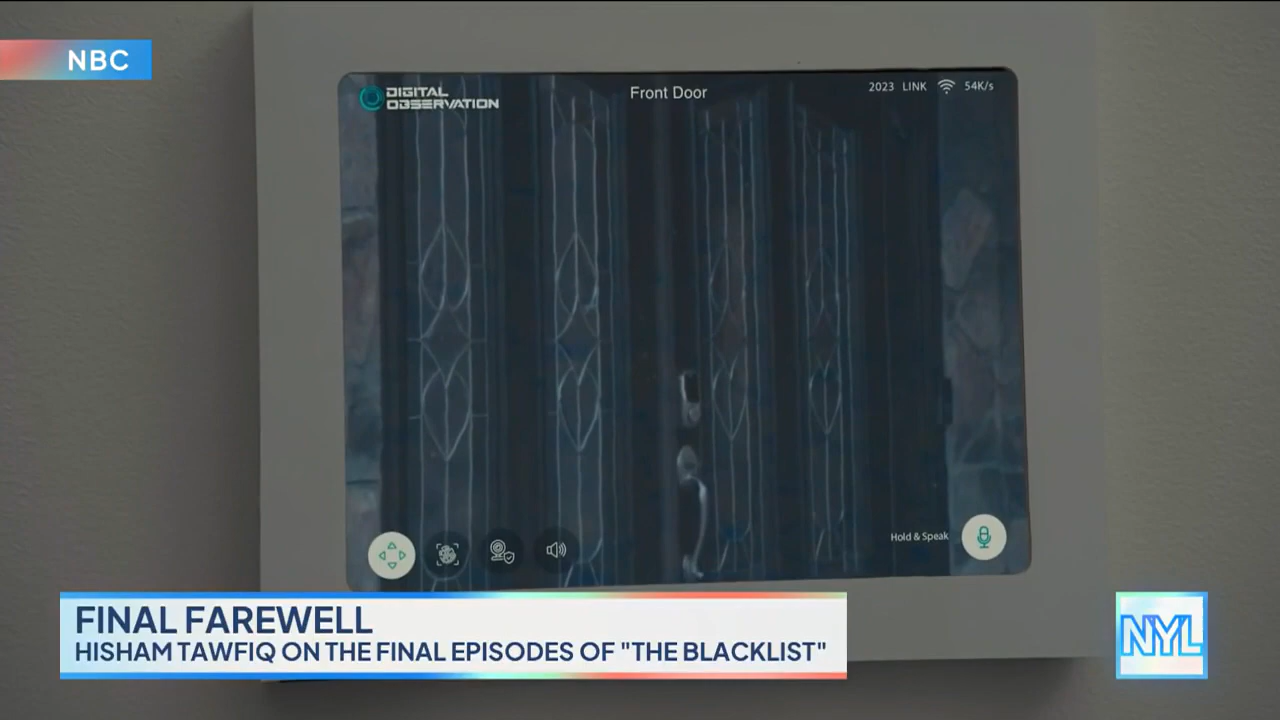 NBC
DIGITAL
OBSERVATION
Front Door
2023 LINK 54K/s
Hold & Speak
FINAL FAREWELL
HISHAM TAWFIQ ON THE FINAL EPISODES OF "THE BLACKLIST"
NYL